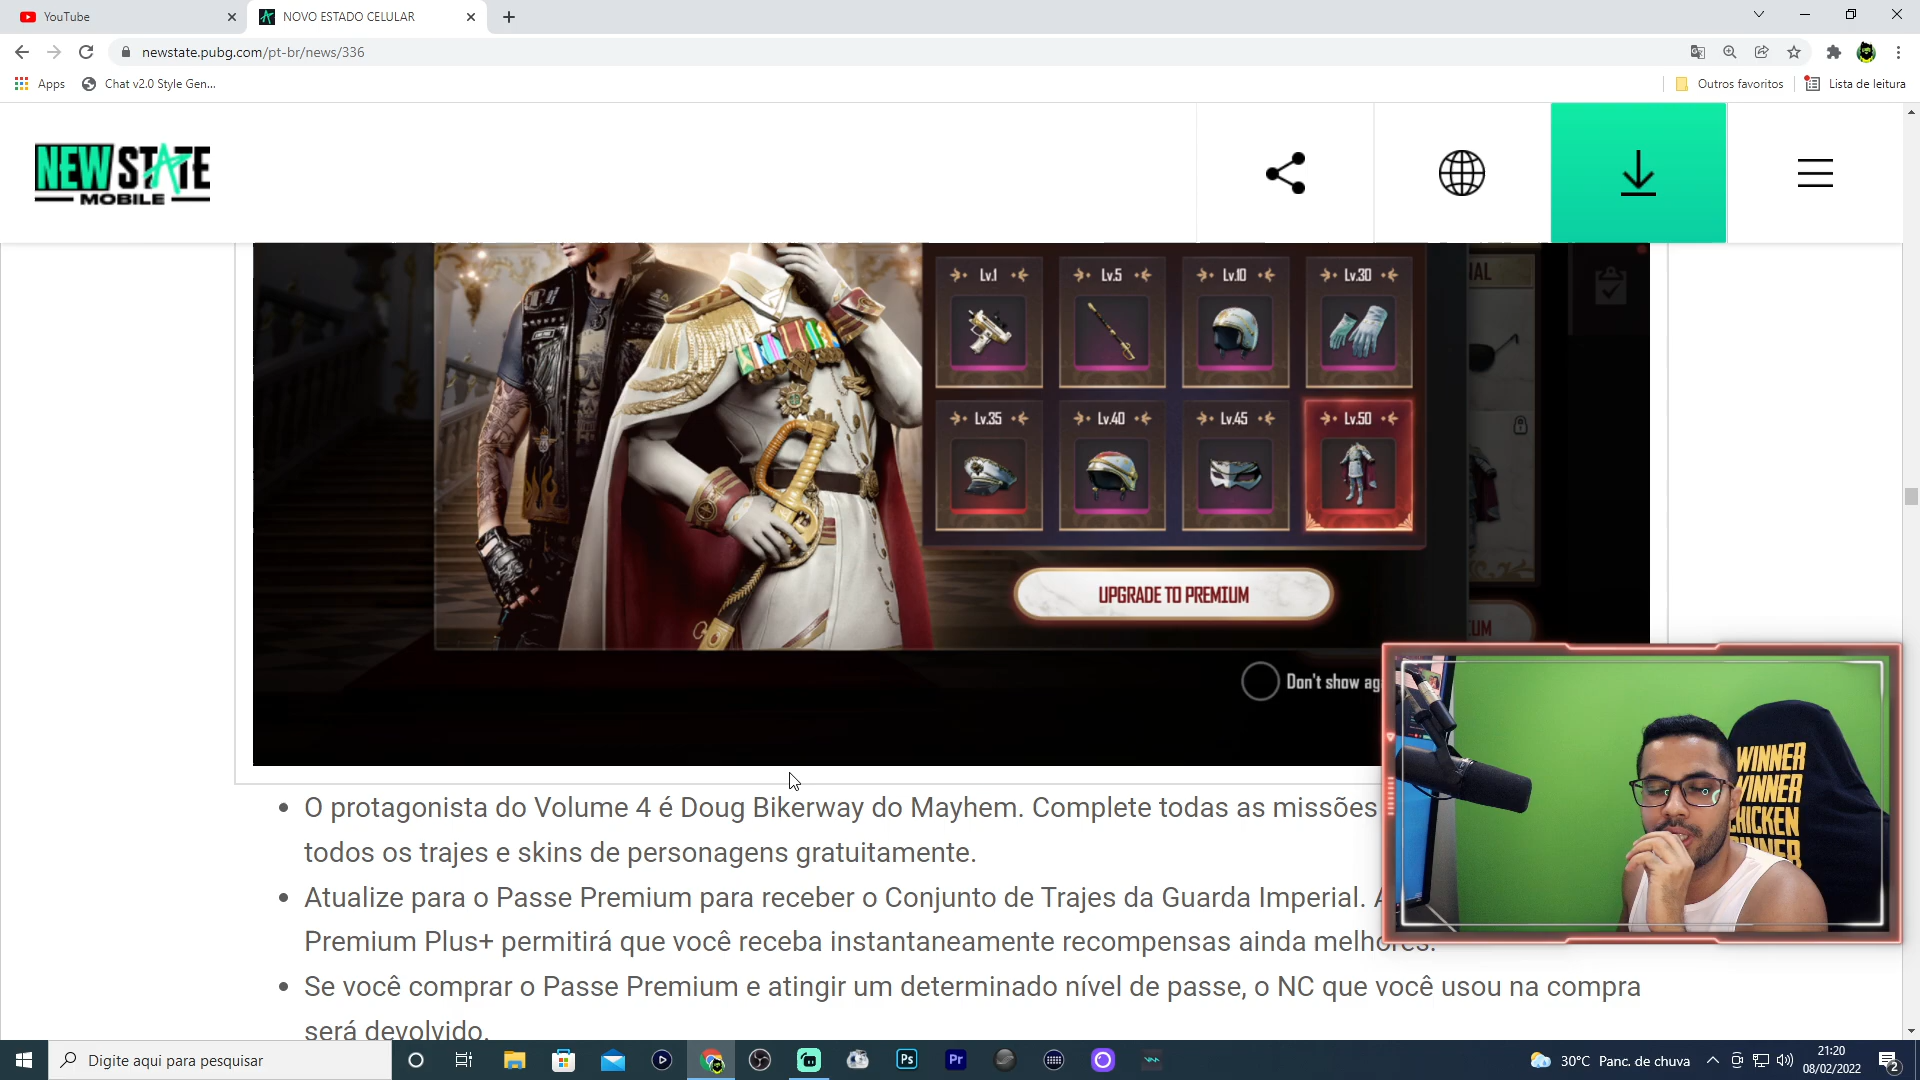 YouTube
NOVO ESTADO CELULAR
newstate.pubg.com/pt-br/news/336
Apps
Chat v2.0 Style Gen...
Outros favoritos
Lista de leitura
NEW STATE
MOBILE
Lv.1
Lv.5
Lv.10
Lv.30
Lv.35
Lv.40
Lv.45
Lv.50
UPGRADE TO PREMIUM
Don't show
WINNER
WINNER
CHICKEN
DINNER
O protagonista do Volume 4 é Doug Bikerway do Mayhem. Complete todas as missões
todos os trajes e skins de personagens gratuitamente.
Atualize para o Passe Premium para receber o Conjunto de Trajes da Guarda Imperial.
Premium Plus+ permitirá que você receba instantaneamente recompensas ainda melhores.
Se você comprar o Passe Premium e atingir um determinado nível de passe, o NC que você usou na compra
será devolvido.
Digite aqui para pesquisar
Ps
Pr
30°C Panc. de chuva
21:20
08/02/2022
2